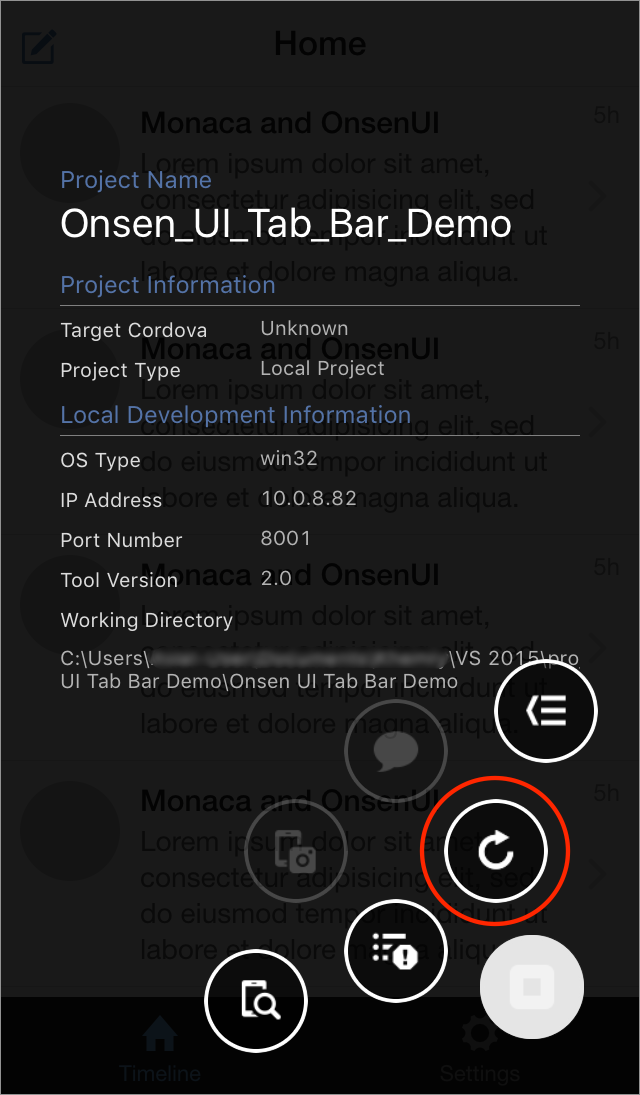 Home
Monaca and OnsenUI
5h
Lorem ipsum dolor sit amet,
consectetur adipisicing elit, sed
do eiusmod tempor incididunt ut
labore et dolore magna aliqua.
Project Name
Onsen_UI_Tab_Bar_Demo
Project Information
Target Cordova Unknown
Project Type Local Project
Monaca and OnsenUI
5h
Lorem ipsum dolor sit amet,
consectetur adipisicing elit, sed
do eiusmod tempor incididunt ut
labore et dolore magna aliqua.
Local Development Information
OS Type win32
IP Address 10.0.8.82
Port Number 8001
Tool Version 2.0
Working Directory
C:\Users\ \VS 2015\pro
UI Tab Bar Demo\Onsen UI Tab Bar Demo
Monaca and OnsenUI
5h
Lorem ipsum dolor sit amet,
consectetur adipisicing elit, sed
do eiusmod tempor incididunt ut
labore et dolore magna aliqua.
Monaca and OnsenUI
5h
Lorem ipsum dolor sit amet,
consectetur adipisicing elit, sed
do eiusmod tempor incididunt ut
labore et dolore magna aliqu
Timeline
Settings